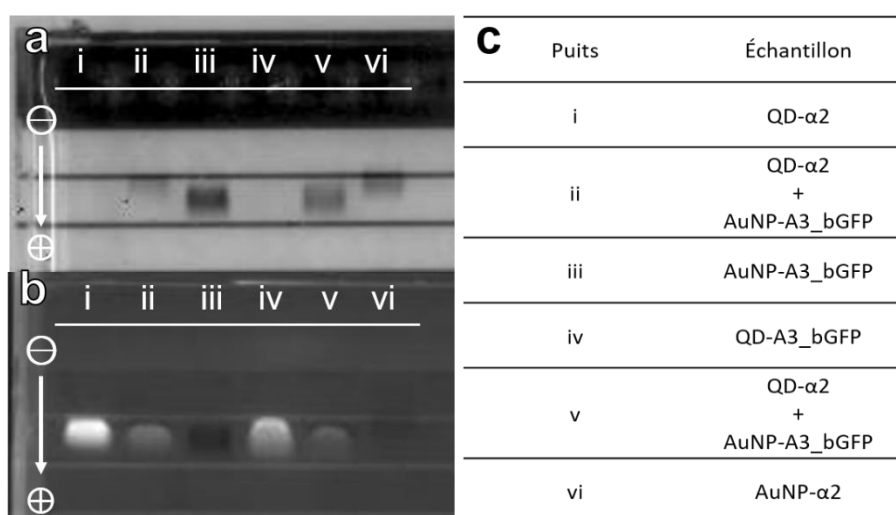 a
i ii iii iv v vi
⊖
⊕
b
i ii iii iv v vi
⊖
⊕
c
Puits Échantillon
i QD-α2
QD-α2
ii +
AuNP-A3_bGFP
iii AuNP-A3_bGFP
iv QD-A3_bGFP
QD-α2
v +
AuNP-A3_bGFP
vi AuNP-α2